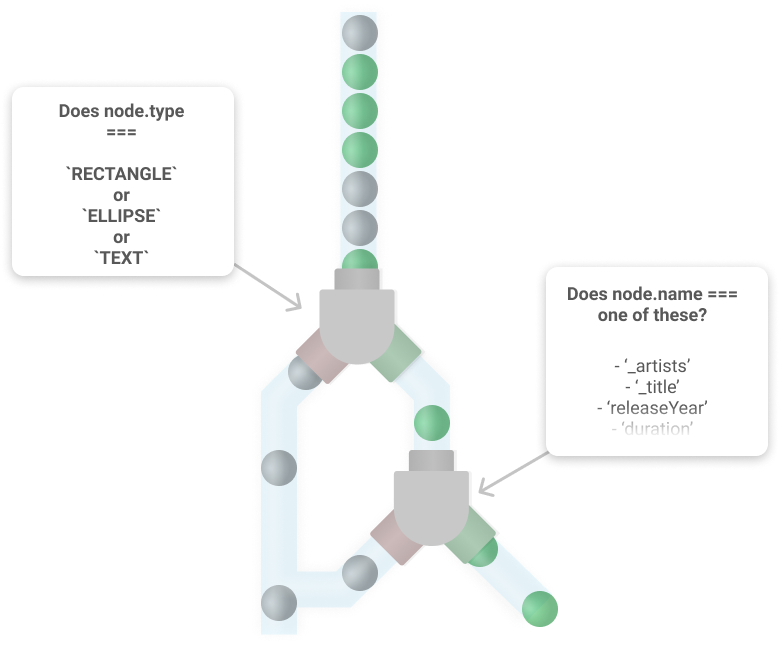 Does node.type
===
`RECTANGLE`
or
`ELLIPSE`
or
`TEXT`
Does node.name ===
one of these?
- ‘_artists’
- ‘_title’
- ‘releaseYear’
- ‘duration’